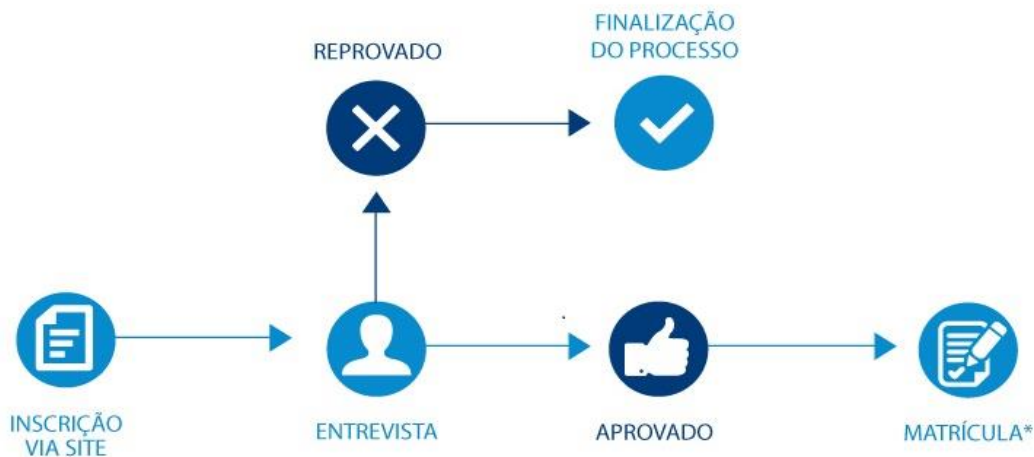 REPROVADO
FINALIZAÇÃO
DO PROCESSO
INSCRIÇÃO
VIA SITE
ENTREVISTA
APROVADO
MATRÍCULA*